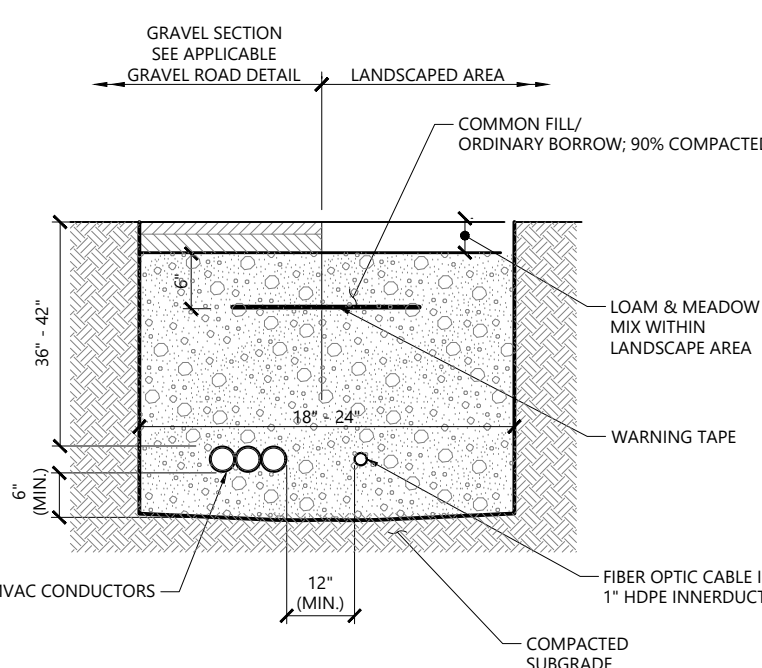 GRAVEL SECTION
SEE APPLICABLE
GRAVEL ROAD DETAIL
LANDSCAPED AREA
COMMON FILL/
ORDINARY BORROW; 90% COMPACTED
6"
36" - 42"
LOAM & MEADOW
MIX WITHIN
LANDSCAPE AREA
18" - 24"
WARNING TAPE
6"
(MIN.)
MVAC CONDUCTORS
12"
(MIN.)
FIBER OPTIC CABLE I
1" HDPE INNERDUCT
COMPACTED
SUBGRADE